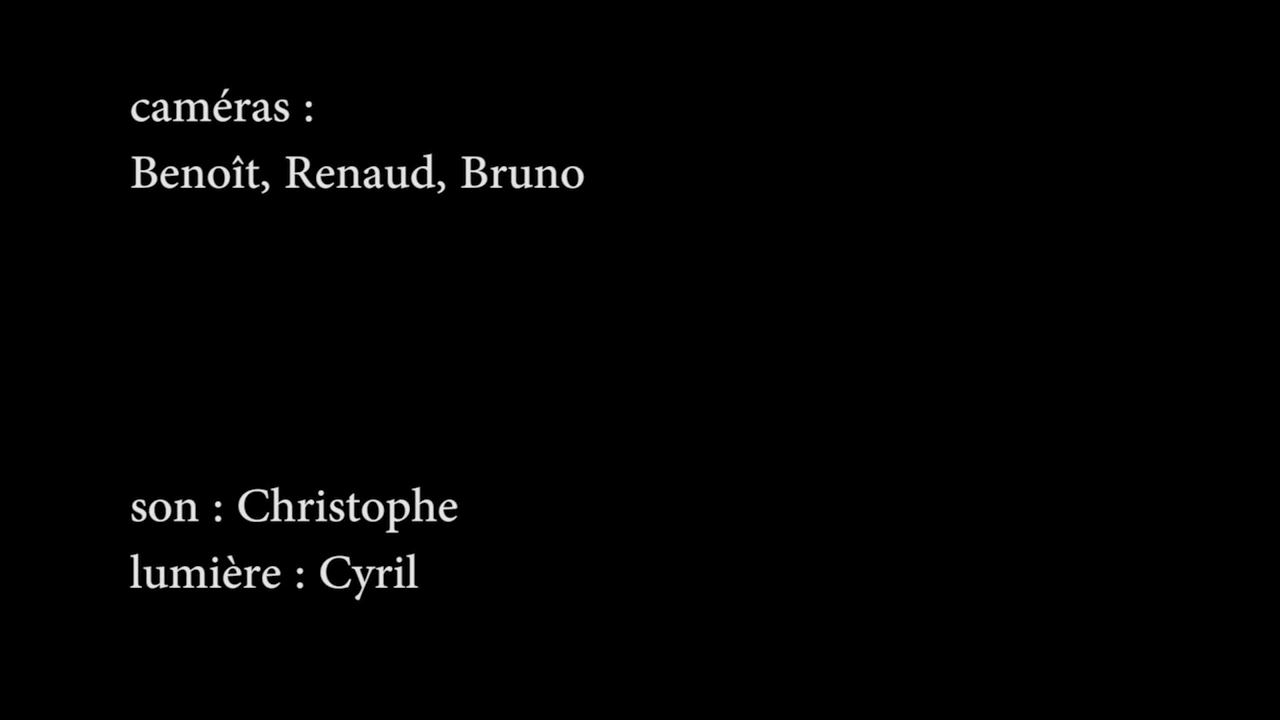 caméras :
Benoît, Renaud, Bruno
son : Christophe
lumière : Cyril